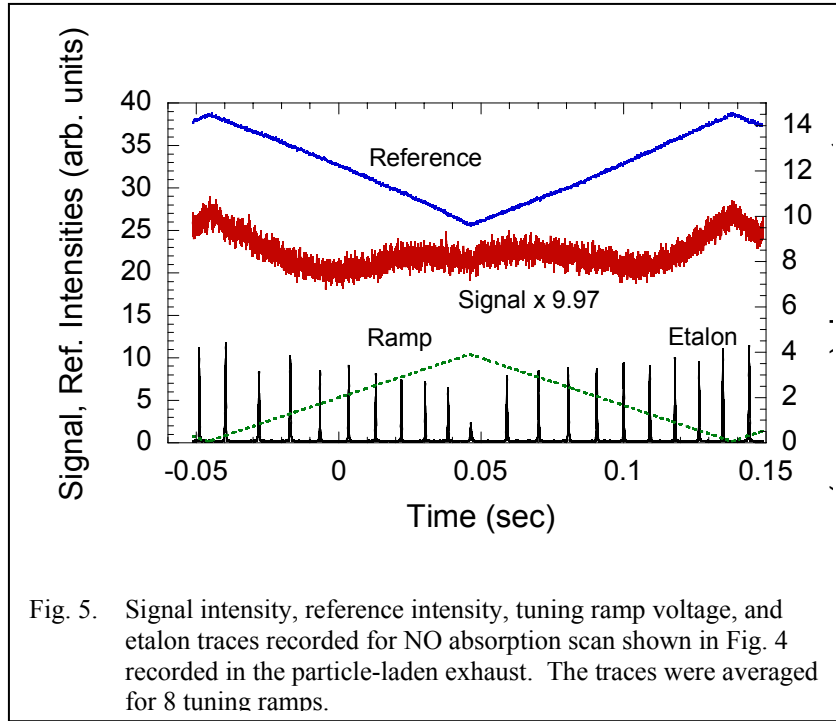 Signal, Ref. Intensities (arb. units)
40
35
30
25
20
15
10
5
0
14
12
10
8
6
4
2
0
Reference
Signal x 9.97
Ramp
Etalon
-0.05
0
0.05
0.1
0.15
Time (sec)
Fig. 5. Signal intensity, reference intensity, tuning ramp voltage, and
etalon traces recorded for NO absorption scan shown in Fig. 4
recorded in the particle-laden exhaust. The traces were averaged
for 8 tuning ramps.